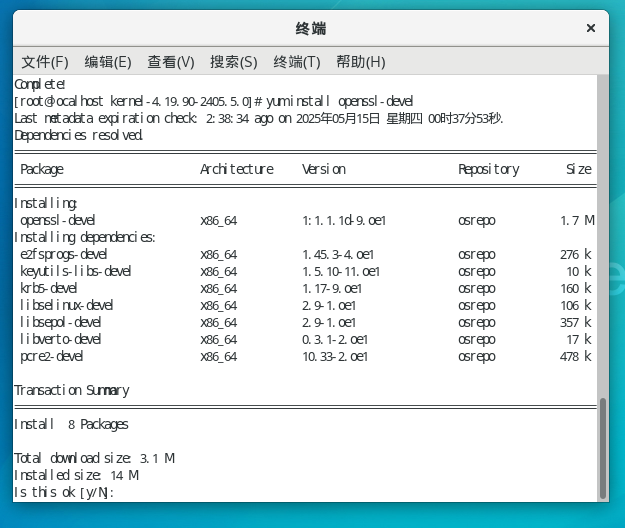 终端
文件(F) 编辑(E) 查看(V) 搜索(S) 终端(T) 帮助(H)
Complete!
[root@localhost kernel-4.19.90-2405.5.0]# yum install openssl-devel
Last metadata expiration check: 2:38:34 ago on 2025年05月15日 星期四 00时37分53秒.
Dependencies resolved.
Package Architecture Version Repository Size
Installing:
openssl-devel x86_64 1:1.1.1d-9.oe1 osrepo 1.7 M
Installing dependencies:
e2fsprogs-devel x86_64 1.45.3-4.oe1 osrepo 276 k
keyutils-libs-devel x86_64 1.5.10-11.oe1 osrepo 10 k
krb5-devel x86_64 1.17-9.oe1 osrepo 160 k
libselinux-devel x86_64 2.9-1.oe1 osrepo 106 k
libsepol-devel x86_64 2.9-1.oe1 osrepo 357 k
libverto-devel x86_64 0.3.1-2.oe1 osrepo 17 k
pcre2-devel x86_64 10.33-2.oe1 osrepo 478 k
Transaction Summary
Install 8 Packages
Total download size: 3.1 M
Installed size: 14 M
Is this ok [y/N]: